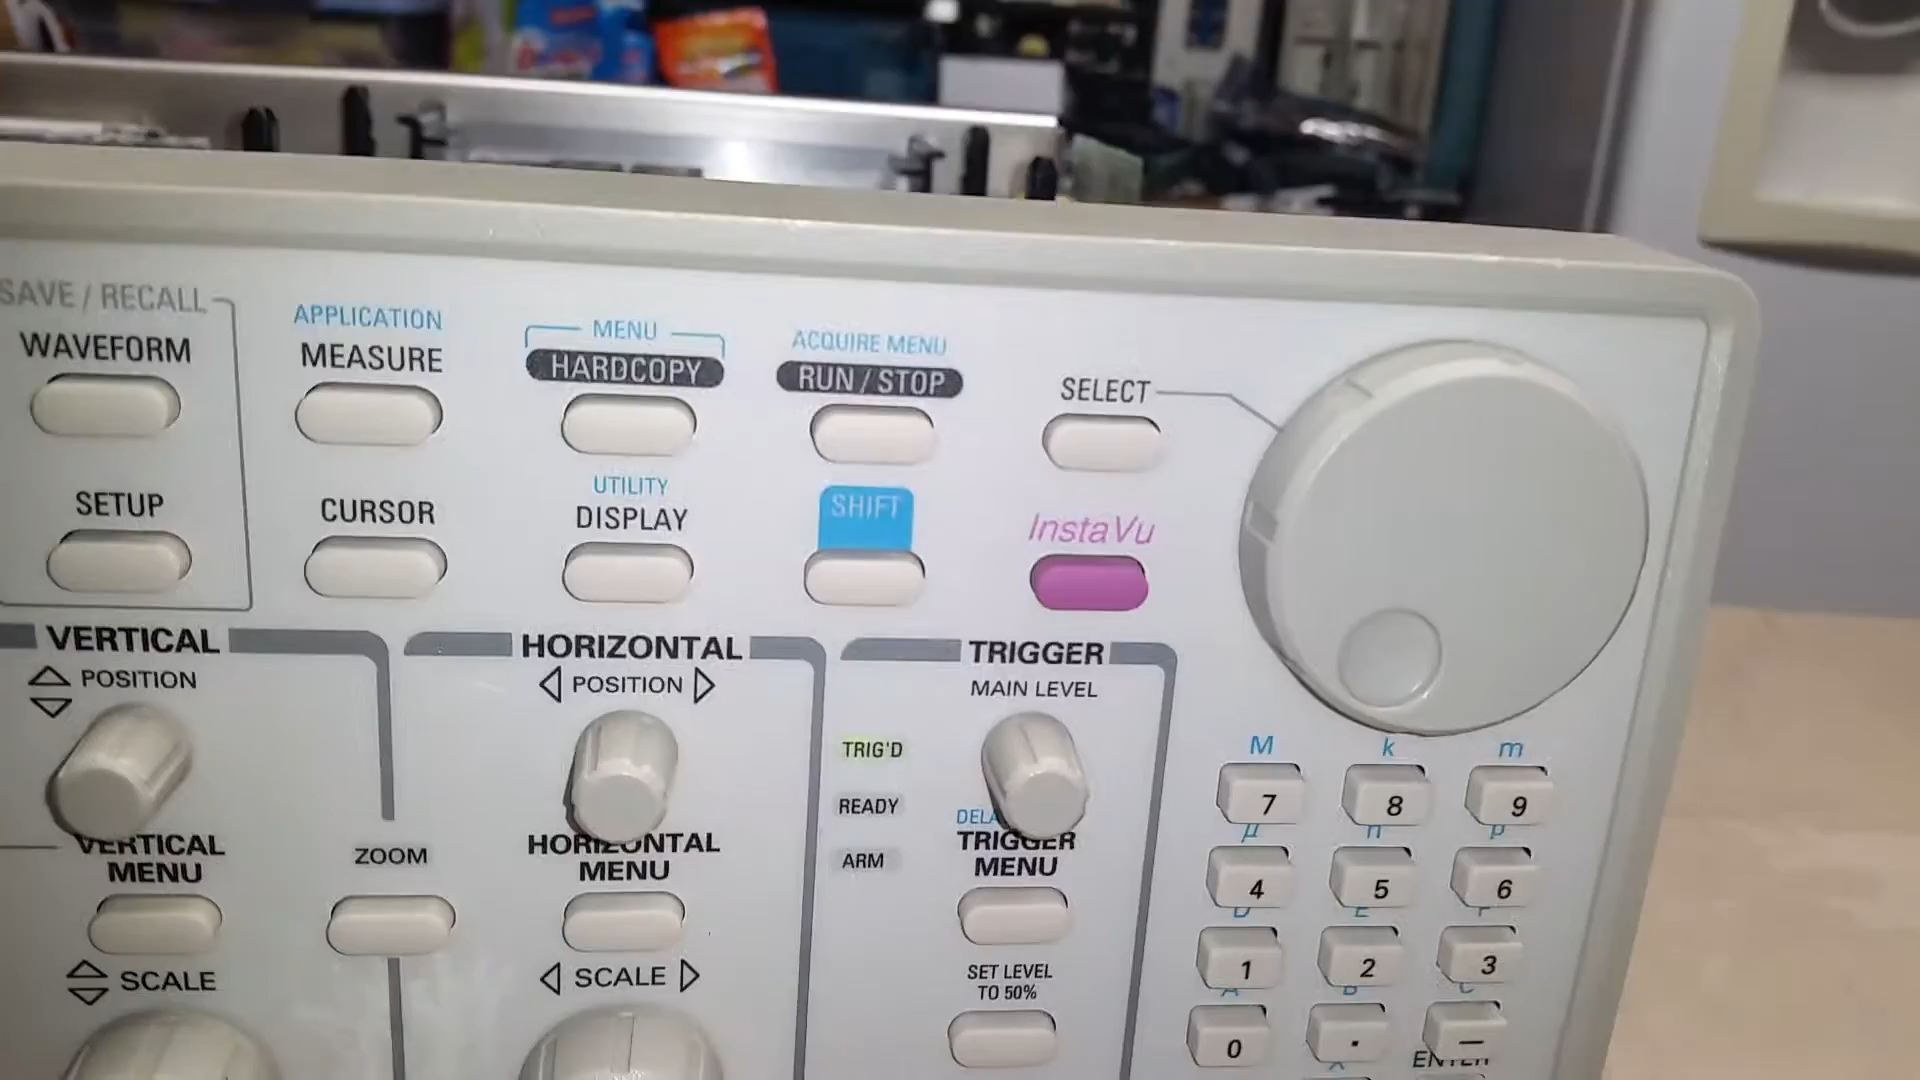 SAVE / RECALL
WAVEFORM
SETUP
APPLICATION
MEASURE
CURSOR
MENU
HARDCOPY
UTILITY
DISPLAY
ACQUIRE MENU
RUN / STOP
SHIFT
SELECT
InstaVu
VERTICAL
POSITION
VERTICAL
MENU
SCALE
ZOOM
HORIZONTAL
POSITION
HORIZONTAL
MENU
SCALE
TRIGGER
MAIN LEVEL
TRIG'D
READY
ARM
TRIGGER
MENU
SET LEVEL
TO 50%
M k m
7 8 9
µ n p
4 5 6
D E F
1 2 3
A B C
0 . –
ENTER